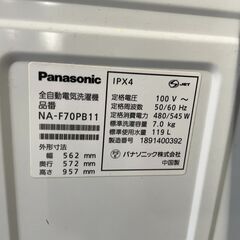 Panasonic
全自動電気洗濯機
品番
NA-F70PB11
外形寸法
幅 562 mm
奥行 572 mm
高さ 957 mm
IPX4
JET
定格電圧 100 V～
定格周波数 50/60 Hz
定格消費電力 480/545 W
標準容量 7.0 kg
標準使用水量 119 L
製造番号 1891400392
パナソニック株式会社
中国製